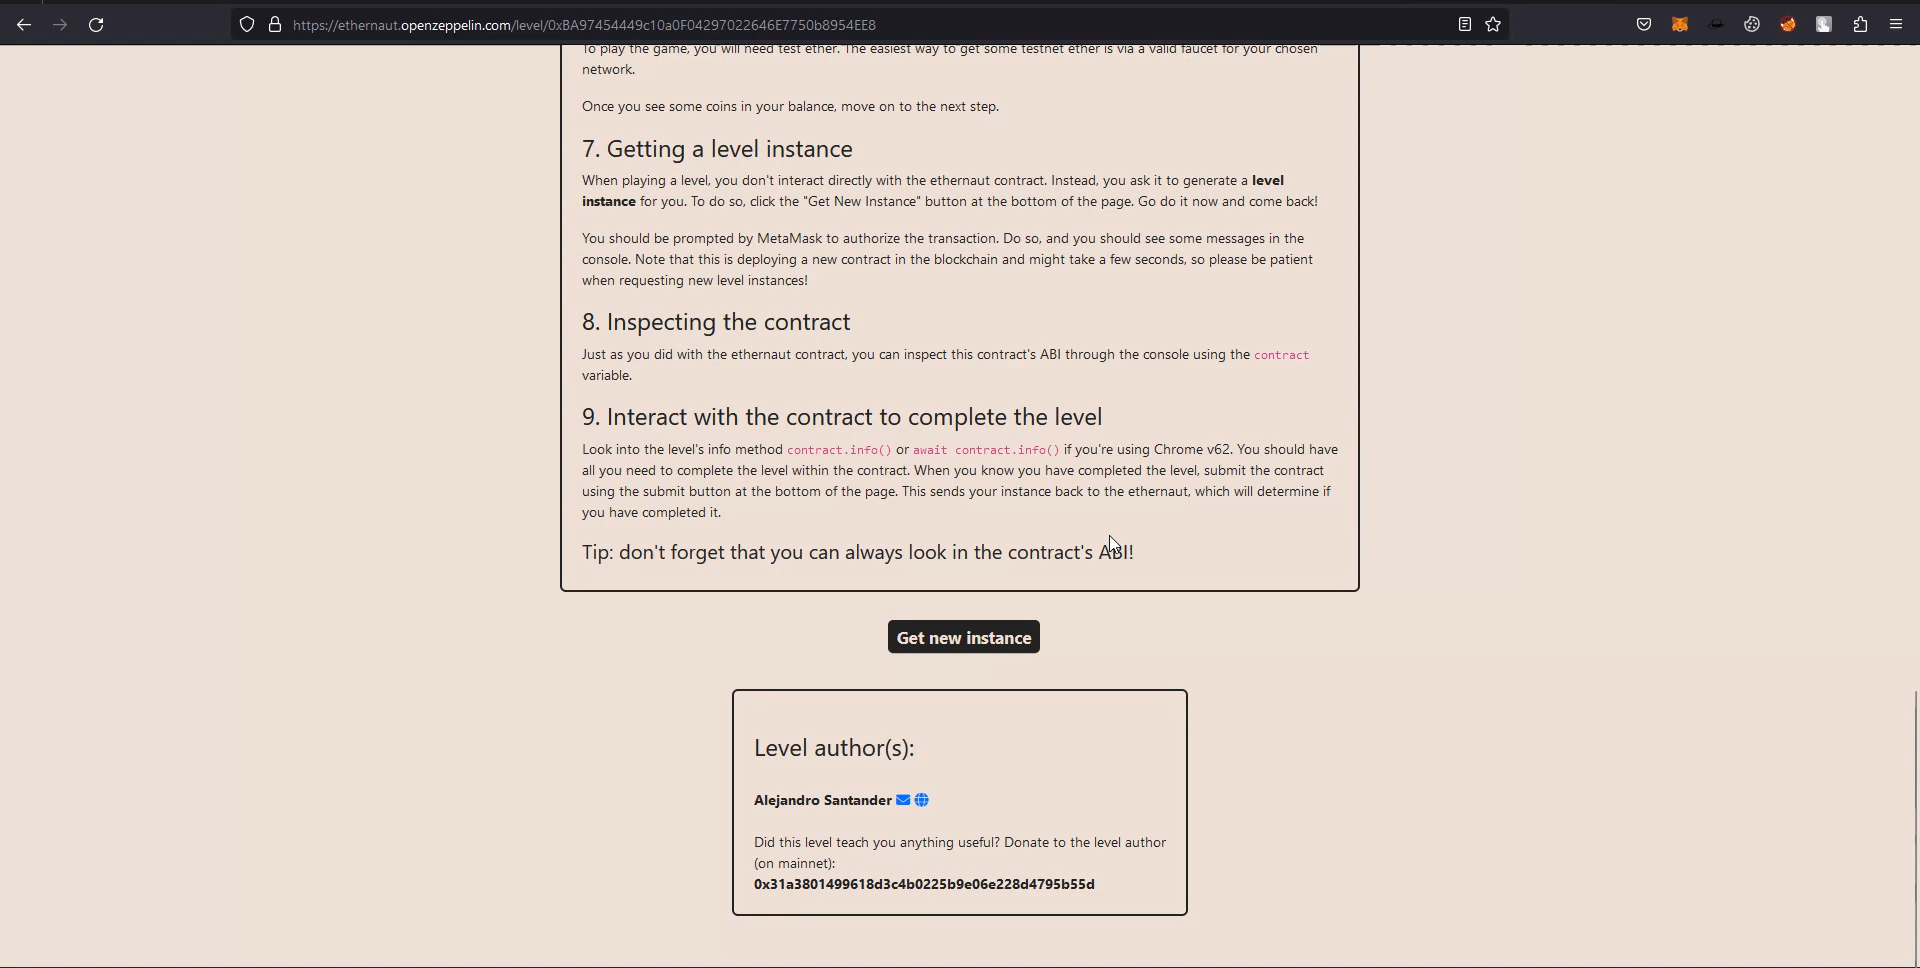 https://ethernaut.openzeppelin.com/level/0xBA97454449c10a0F04297022646E7750b8954EE8
To play the game, you will need test ether. The easiest way to get some testnet ether is via a valid faucet for your chosen
network.
Once you see some coins in your balance, move on to the next step.
7. Getting a level instance
When playing a level, you don't interact directly with the ethernaut contract. Instead, you ask it to generate a level
instance for you. To do so, click the "Get New Instance" button at the bottom of the page. Go do it now and come back!
You should be prompted by MetaMask to authorize the transaction. Do so, and you should see some messages in the
console. Note that this is deploying a new contract in the blockchain and might take a few seconds, so please be patient
when requesting new level instances!
8. Inspecting the contract
Just as you did with the ethernaut contract, you can inspect this contract's ABI through the console using the contract
variable.
9. Interact with the contract to complete the level
Look into the level's info method contract.info() or await contract.info() if you're using Chrome v62. You should have
all you need to complete the level within the contract. When you know you have completed the level, submit the contract
using the submit button at the bottom of the page. This sends your instance back to the ethernaut, which will determine if
you have completed it.
Tip: don't forget that you can always look in the contract's ABI!
Get new instance
Level author(s):
Alejandro Santander
Did this level teach you anything useful? Donate to the level author
(on mainnet):
0x31a3801499618d3c4b0225b9e06e228d4795b55d